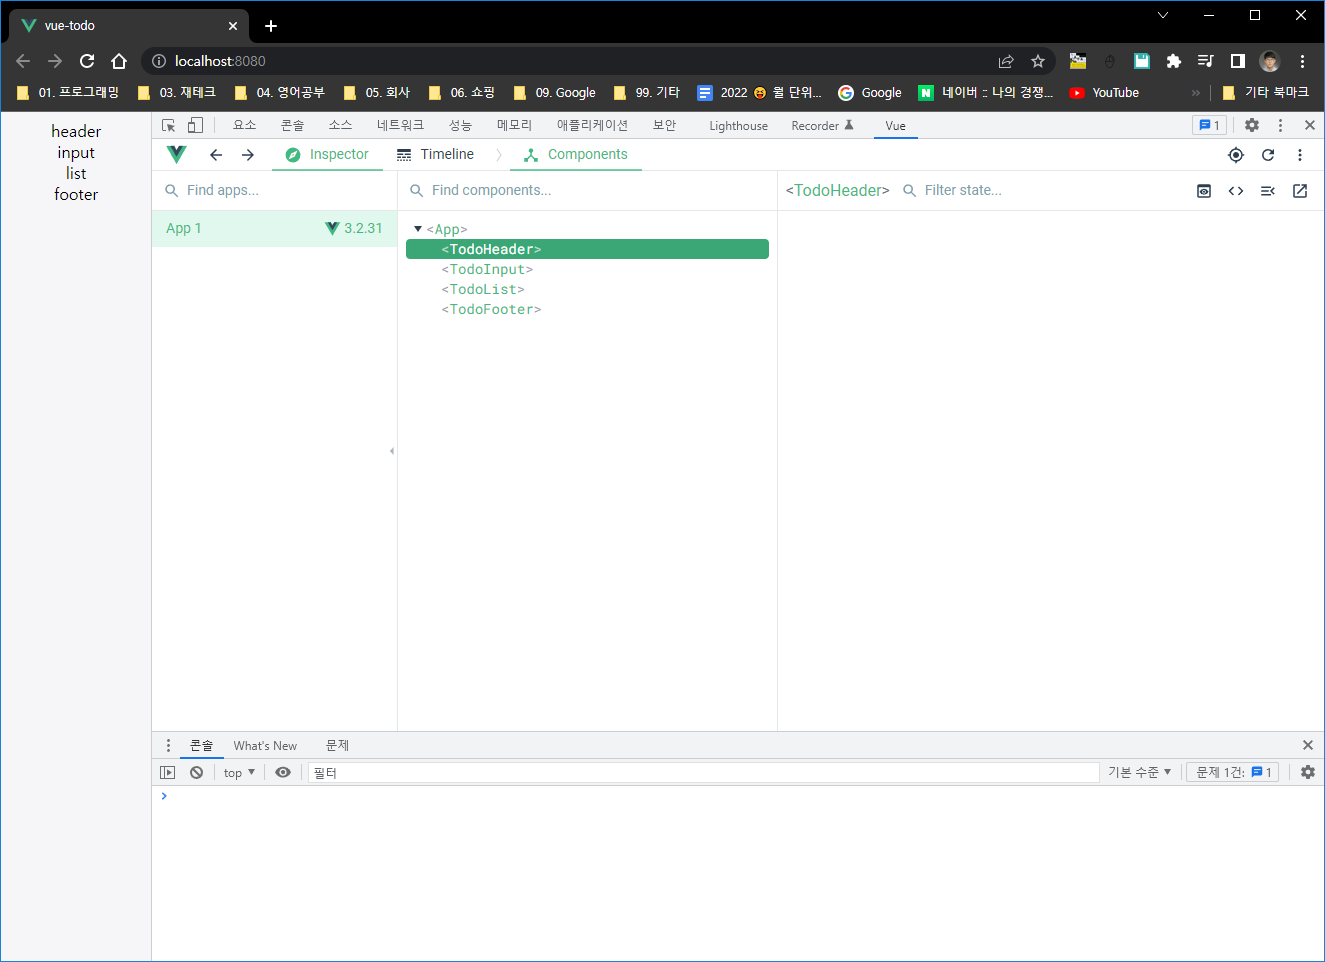 vue-todo
localhost:8080
01. 프로그래밍
03. 재테크
04. 영어공부
05. 회사
06. 쇼핑
09. Google
99. 기타
2022 😆 월 단위...
Google
네이버 :: 나의 경쟁...
YouTube
»
기타 북마크
header
input
list
footer
요소
콘솔
소스
네트워크
성능
메모리
애플리케이션
보안
Lighthouse
Recorder
Vue
1
Inspector
Timeline
Components
Find apps...
Find components...
<TodoHeader>
Filter state...
App 1
3.2.31
<App>
<TodoHeader>
<TodoInput>
<TodoList>
<TodoFooter>
콘솔
What's New
문제
top
필터
기본 수준
문제 1건:
1